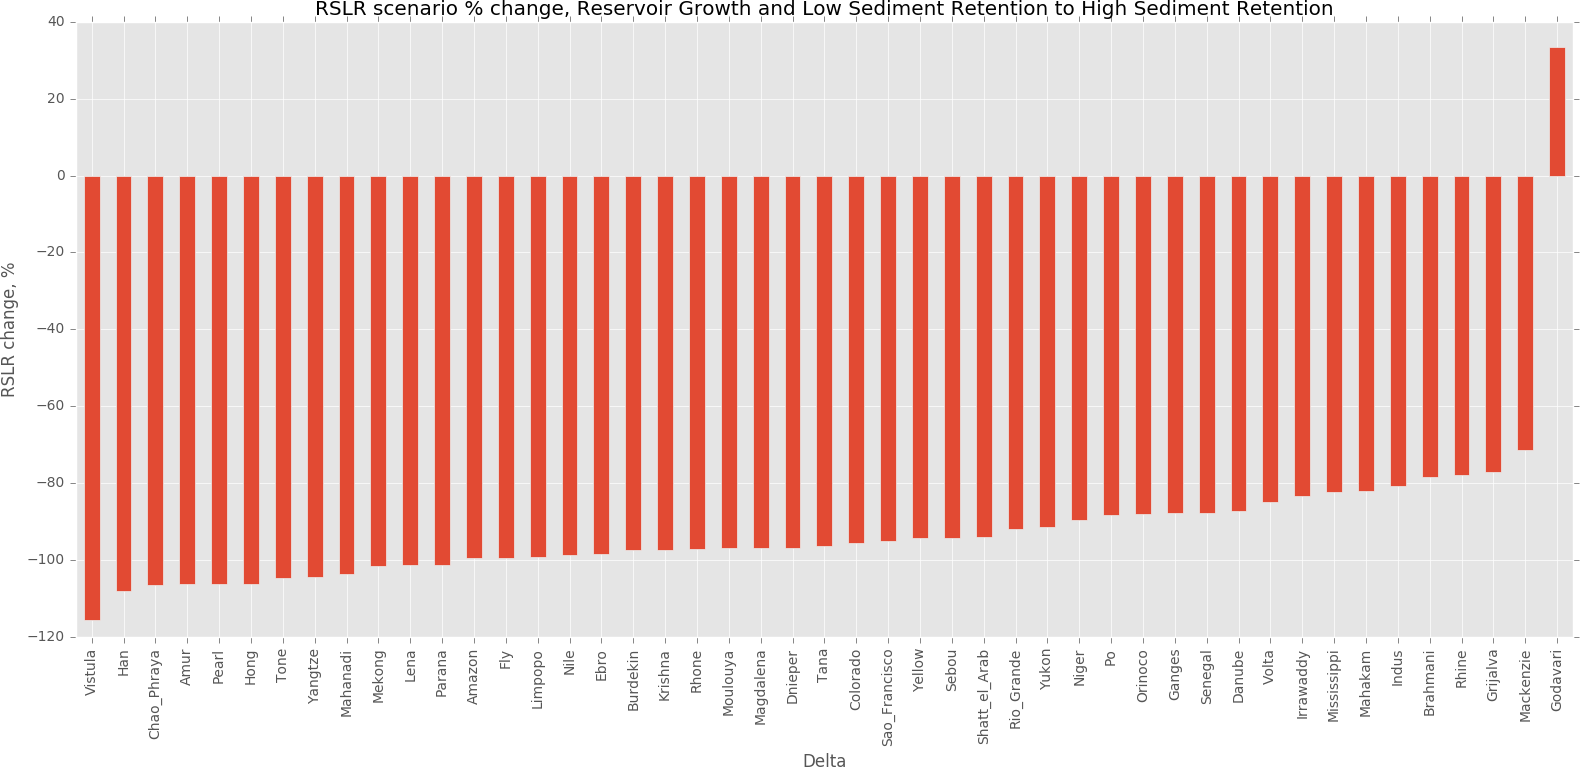 RSLR scenario % change, Reservoir Growth and Low Sediment Retention to High Sediment Retention
40
20
0
−20
−40
−60
−80
−100
−120
RSLR change, %
Vistula
Han
Chao_Phraya
Amur
Pearl
Hong
Tone
Yangtze
Mahanadi
Mekong
Lena
Parana
Amazon
Fly
Limpopo
Nile
Ebro
Burdekin
Krishna
Rhone
Moulouya
Magdalena
Dnieper
Tana
Colorado
Sao_Francisco
Yellow
Sebou
Shatt_el_Arab
Rio_Grande
Yukon
Niger
Po
Orinoco
Ganges
Senegal
Danube
Volta
Irrawaddy
Mississippi
Mahakam
Indus
Brahmani
Rhine
Grijalva
Mackenzie
Godavari
Delta